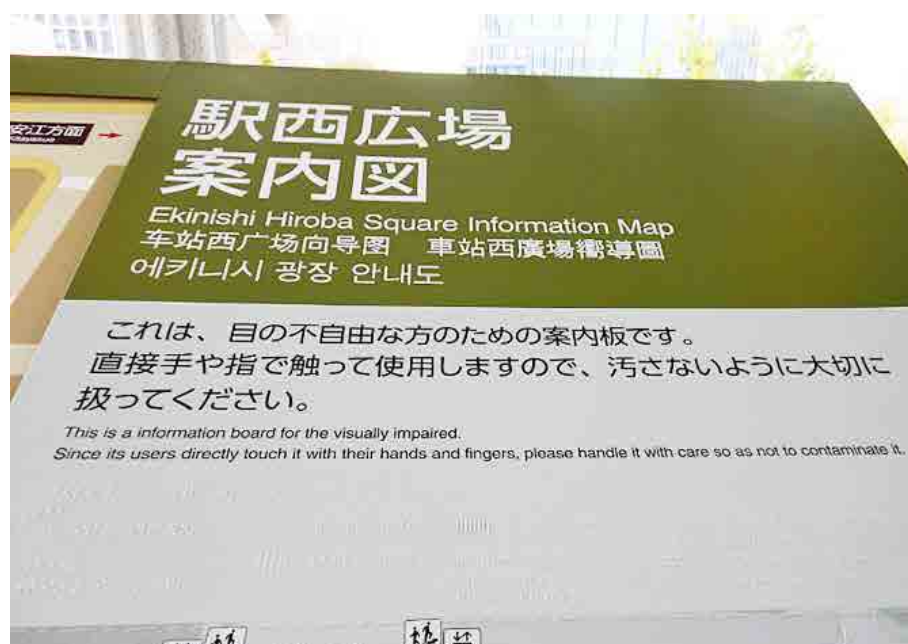 安江方面
駅西広場
案内図
Ekinishi Hiroba Square Information Map
车站西广场向导图 車站西廣場嚮導圖
에키니시 광장 안내도
これは、目の不自由な方のための案内板です。
直接手や指で触って使用しますので、汚さないように大切に
扱ってください。
This is a information board for the visually impaired.
Since its users directly touch it with their hands and fingers, please handle it with care so as not to contaminate it.